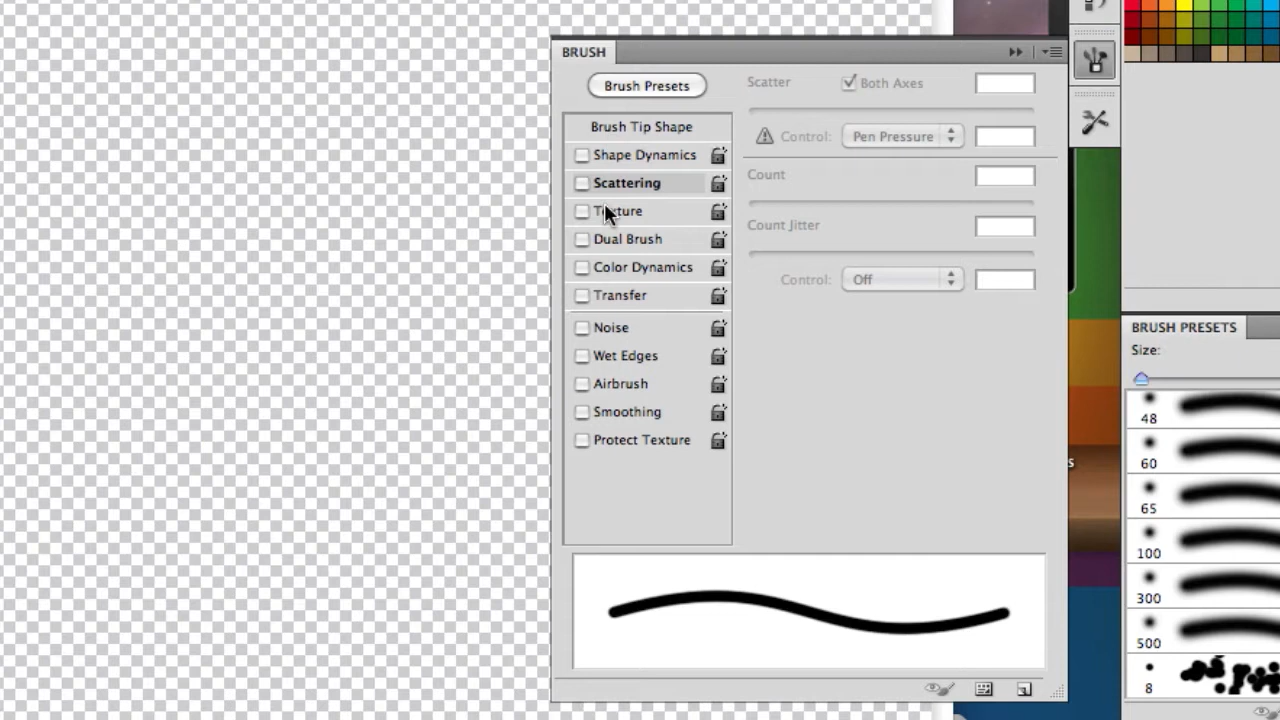 BRUSH
Brush Presets
Brush Tip Shape
Shape Dynamics
Scattering
Texture
Dual Brush
Color Dynamics
Transfer
Noise
Wet Edges
Airbrush
Smoothing
Protect Texture
Scatter
Both Axes
Control: Pen Pressure
Count
Count Jitter
Control: Off
s
BRUSH PRESETS
Size:
48
60
65
100
300
500
8